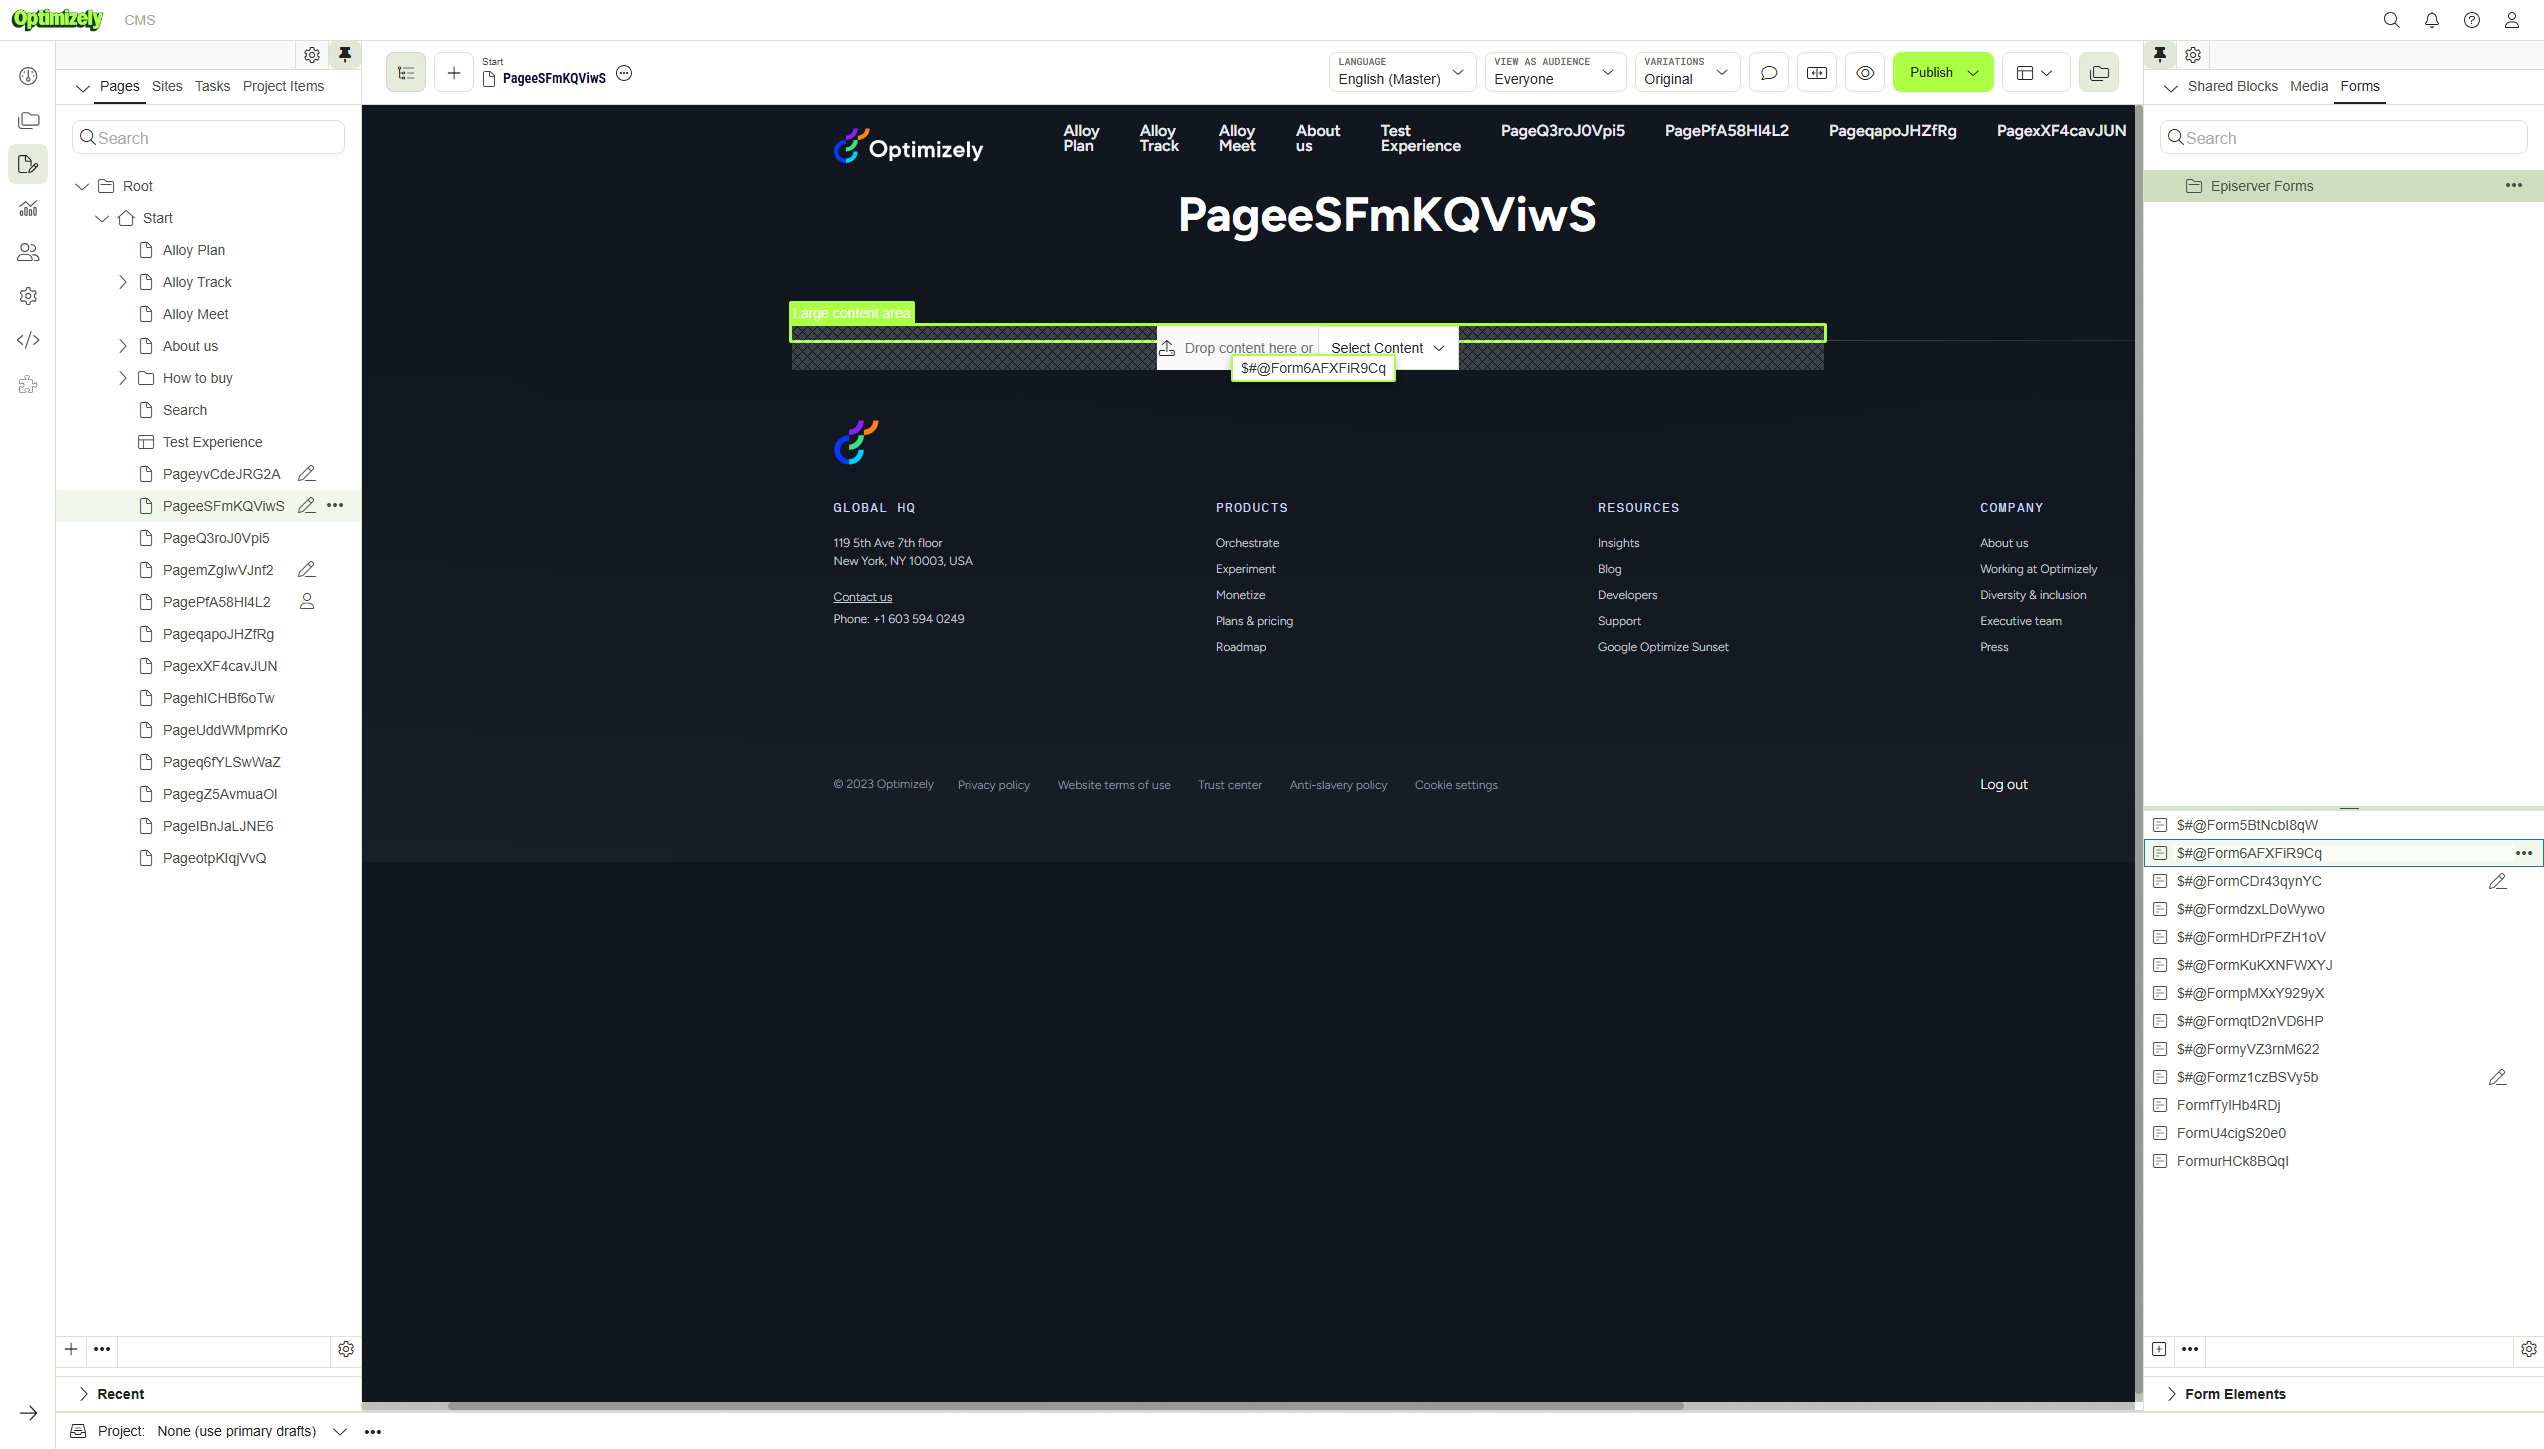 Optimizely CMS
Pages Sites Tasks Project Items
Search
Root
Start
Alloy Plan
Alloy Track
Alloy Meet
About us
How to buy
Search
Test Experience
PageyvCdeJRG2A
PageeSFmKQViwS
PageQ3roJ0Vpi5
PagemZgIwVJnf2
PagePfA58HI4L2
PageqapoJHZfRg
PagexXF4cavJUN
PagehICHBf6oTw
PageUddWMpmrKo
Pageq6fYLSwWaZ
PagegZ5AvmuaOI
PageIBnJaLJNE6
PageotpKIqjVvQ
Recent
Project: None (use primary drafts)
Start
PageeSFmKQViwS
LANGUAGE
English (Master)
VIEW AS AUDIENCE
Everyone
VARIATIONS
Original
Publish
Optimizely
Alloy Plan
Alloy Track
Alloy Meet
About us
Test Experience
PageQ3roJ0Vpi5
PagePfA58HI4L2
PageqapoJHZfRg
PagexXF4cavJUN
PageeSFmKQViwS
Large content area
Drop content here or Select Content
$#@Form6AFXFiR9Cq
GLOBAL HQ
119 5th Ave 7th floor
New York, NY 10003, USA
Contact us
Phone: +1 603 594 0249
PRODUCTS
Orchestrate
Experiment
Monetize
Plans & pricing
Roadmap
RESOURCES
Insights
Blog
Developers
Support
Google Optimize Sunset
COMPANY
About us
Working at Optimizely
Diversity & inclusion
Executive team
Press
© 2023 Optimizely Privacy policy Website terms of use Trust center Anti-slavery policy Cookie settings Log out
Shared Blocks Media Forms
Search
Episerver Forms
$#@Form5BtNcbI8qW
$#@Form6AFXFiR9Cq
$#@FormCDr43qynYC
$#@FormdzxLDoWywo
$#@FormHDrPFZH1oV
$#@FormKuKXNFWXYJ
$#@FormpMXxY929yX
$#@FormqtD2nVD6HP
$#@FormyVZ3rnM622
$#@Formz1czBSVy5b
FormfTyIHb4RDj
FormU4cigS20e0
FormurHCk8BQqI
Form Elements